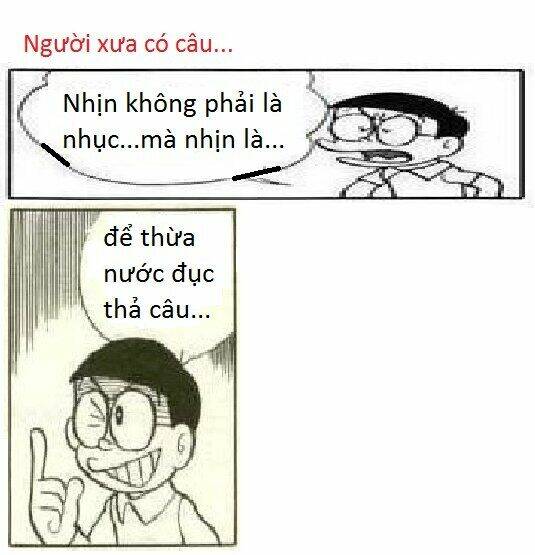 Người xưa có câu...
Nhịn không phải là
nhục...mà nhịn là...
để thừa
nước đục
thả câu...